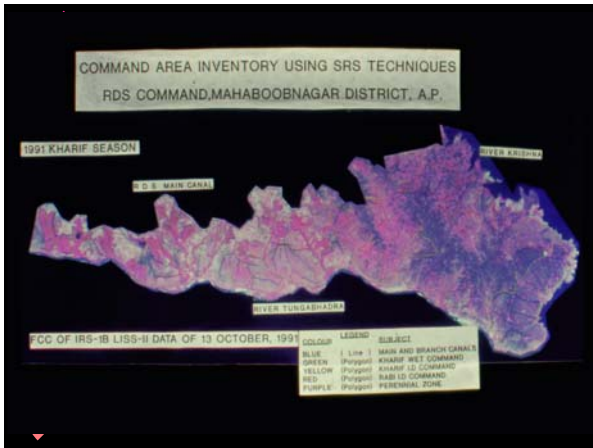 COMMAND AREA INVENTORY USING SRS TECHNIQUES
RDS COMMAND,MAHABOOBNAGAR DISTRICT, A.P.
1991 KHARIF SEASON
RIVER KRISHNA
R D S MAIN CANAL
RIVER TUNGABHADRA
FCC OF IRS-1B LISS-II DATA OF 13 OCTOBER, 1991
LEGEND
COLOUR SUBJECT
BLUE ( Line ) MAIN AND BRANCH CANALS
GREEN (Polygon) KHARIF WET COMMAND
YELLOW (Polygon) KHARIF I.D COMMAND
RED (Polygon) RABI I.D COMMAND
PURPLE (Polygon) PERENNIAL ZONE